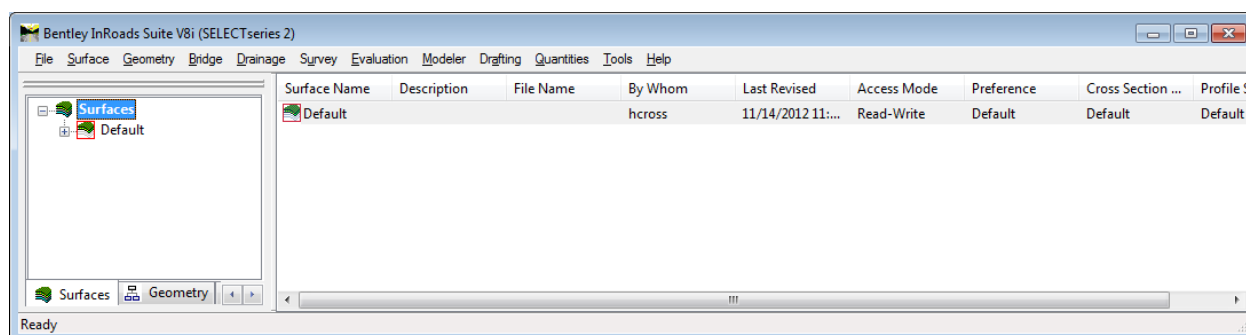 Bentley InRoads Suite V8i (SELECTseries 2)
File Surface Geometry Bridge Drainage Survey Evaluation Modeler Drafting Quantities Tools Help
Surfaces
Default
Surfaces Geometry
Surface Name Description File Name By Whom Last Revised Access Mode Preference Cross Section ... Profile S
Default hcross 11/14/2012 11:... Read-Write Default Default Default
Ready